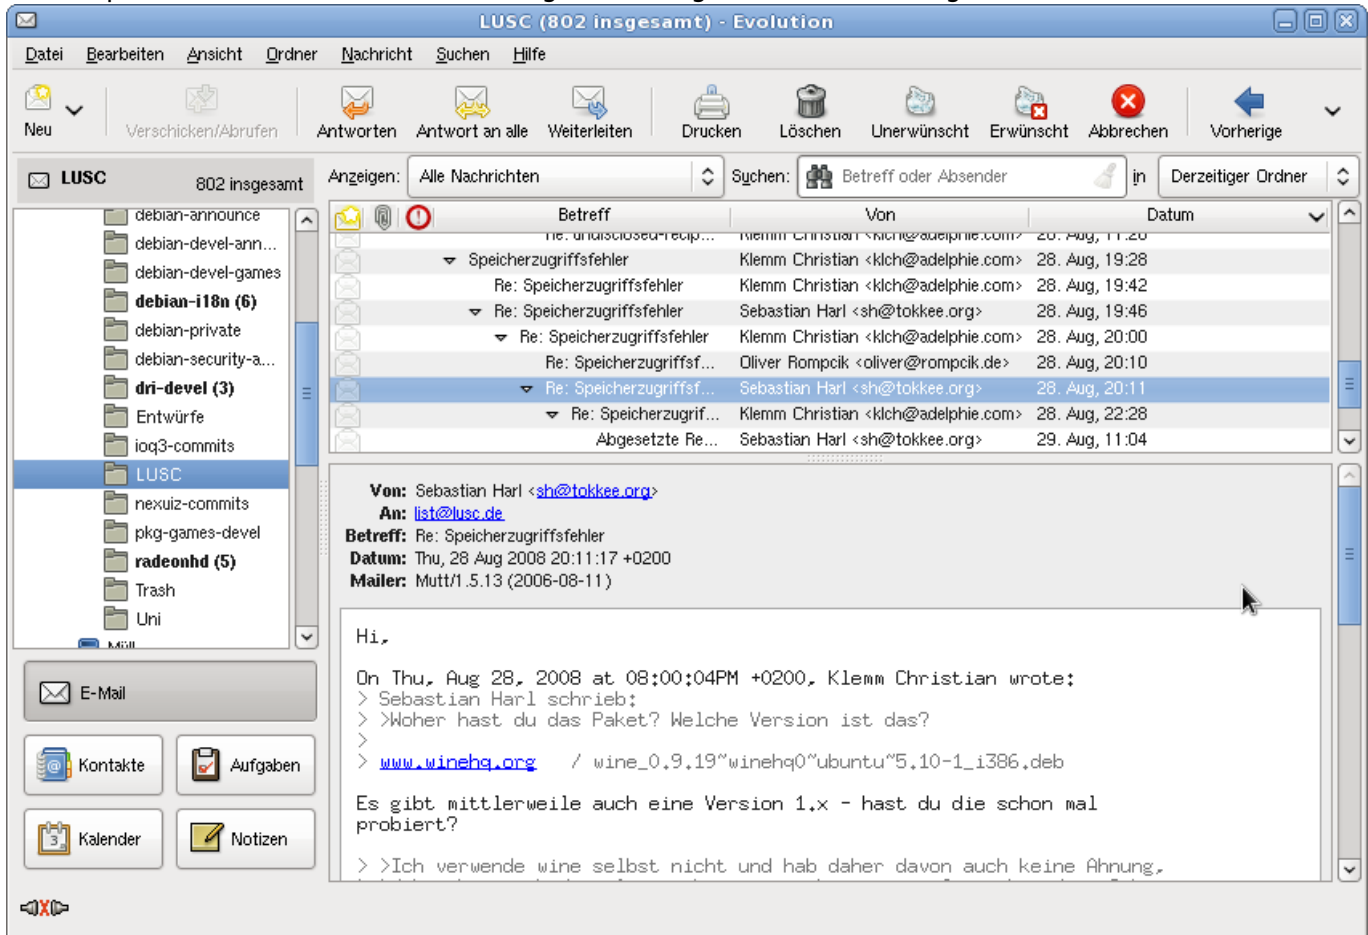 LUSC (802 insgesamt) - Evolution
Datei Bearbeiten Ansicht Ordner Nachricht Suchen Hilfe
Neu Verschicken/Abrufen Antworten Antwort an alle Weiterleiten Drucken Löschen Unerwünscht Erwünscht Abbrechen Vorherige
LUSC 802 insgesamt
Anzeigen: Alle Nachrichten Suchen: Betreff oder Absender in Derzeitiger Ordner
debian-announce
debian-devel-ann...
debian-devel-games
debian-i18n (6)
debian-private
debian-security-a...
dri-devel (3)
Entwürfe
ioq3-commits
LUSC
nexuiz-commits
pkg-games-devel
radeonhd (5)
Trash
Uni
Müll
E-Mail
Kontakte Aufgaben
Kalender Notizen
Betreff Von Datum
Re: undisclosed-recip... Klemm Christian <klch@adelphie.com> 28. Aug, 11:20
Speicherzugriffsfehler Klemm Christian <klch@adelphie.com> 28. Aug, 19:28
Re: Speicherzugriffsfehler Klemm Christian <klch@adelphie.com> 28. Aug, 19:42
Re: Speicherzugriffsfehler Sebastian Harl <sh@tokkee.org> 28. Aug, 19:46
Re: Speicherzugriffsfehler Klemm Christian <klch@adelphie.com> 28. Aug, 20:00
Re: Speicherzugriffsf... Oliver Rompcik <oliver@rompcik.de> 28. Aug, 20:10
Re: Speicherzugriffsf... Sebastian Harl <sh@tokkee.org> 28. Aug, 20:11
Re: Speicherzugrif... Klemm Christian <klch@adelphie.com> 28. Aug, 22:28
Abgesetzte Re... Sebastian Harl <sh@tokkee.org> 29. Aug, 11:04
Von: Sebastian Harl <sh@tokkee.org>
An: list@lusc.de
Betreff: Re: Speicherzugriffsfehler
Datum: Thu, 28 Aug 2008 20:11:17 +0200
Mailer: Mutt/1.5.13 (2006-08-11)
Hi,
On Thu, Aug 28, 2008 at 08:00:04PM +0200, Klemm Christian wrote:
> Sebastian Harl schrieb:
> >Woher hast du das Paket? Welche Version ist das?
>
> www.winehq.org / wine_0.9.19~winehq0~ubuntu~5.10-1_i386.deb
Es gibt mittlerweile auch eine Version 1.x - hast du die schon mal
probiert?
> >Ich verwende wine selbst nicht und hab daher davon auch keine Ahnung,